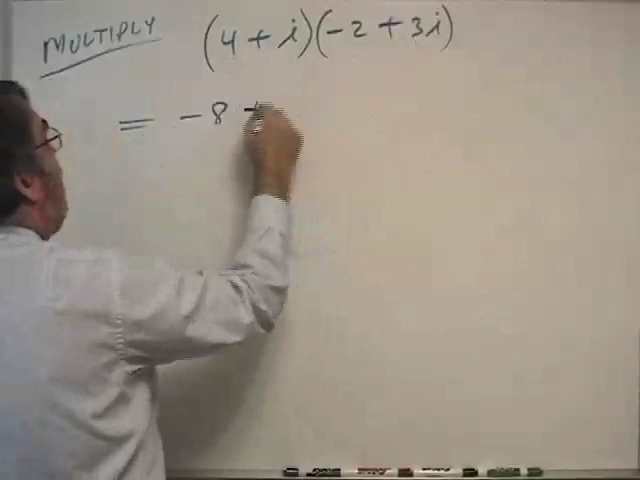 MULTIPLY (4 + i)(-2 + 3i)
= -8 +